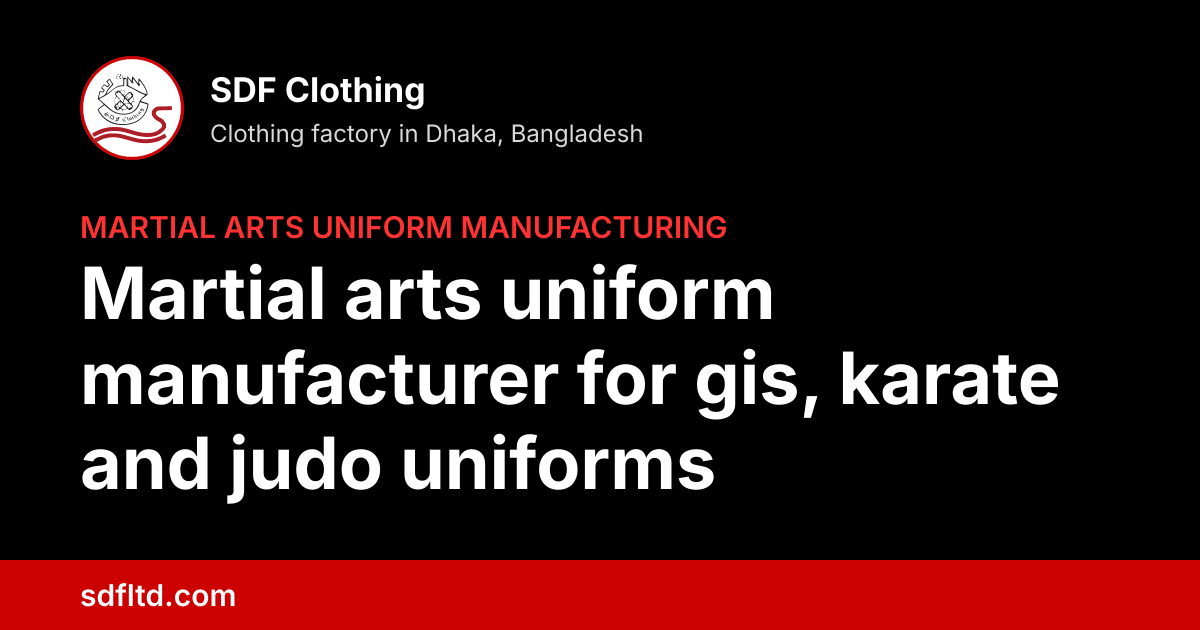 SDF Clothing
Clothing factory in Dhaka, Bangladesh
MARTIAL ARTS UNIFORM MANUFACTURING
Martial arts uniform
manufacturer for gis, karate
and judo uniforms
sdfltd.com